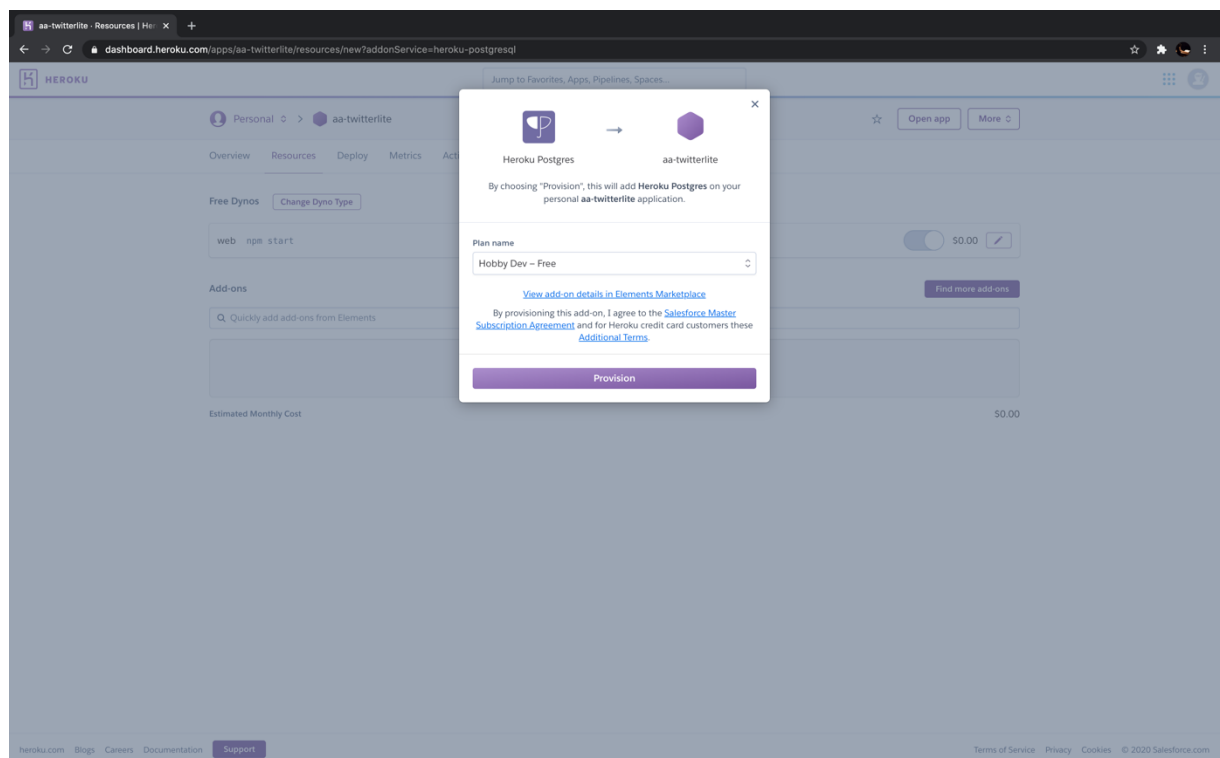 aa-twitterlite · Resources | Her
dashboard.heroku.com/apps/aa-twitterlite/resources/new?addonService=heroku-postgresql
HEROKU
Jump to Favorites, Apps, Pipelines, Spaces...
Personal > aa-twitterlite
Open app
More
Overview Resources Deploy Metrics Acti
Free Dynos
Change Dyno Type
web npm start
$0.00
Add-ons
Find more add-ons
Quickly add add-ons from Elements
Estimated Monthly Cost
$0.00
Heroku Postgres → aa-twitterlite
By choosing "Provision", this will add Heroku Postgres on your
personal aa-twitterlite application.
Plan name
Hobby Dev – Free
View add-on details in Elements Marketplace
By provisioning this add-on, I agree to the Salesforce Master
Subscription Agreement and for Heroku credit card customers these
Additional Terms.
Provision
heroku.com Blogs Careers Documentation Support
Terms of Service Privacy Cookies © 2020 Salesforce.com